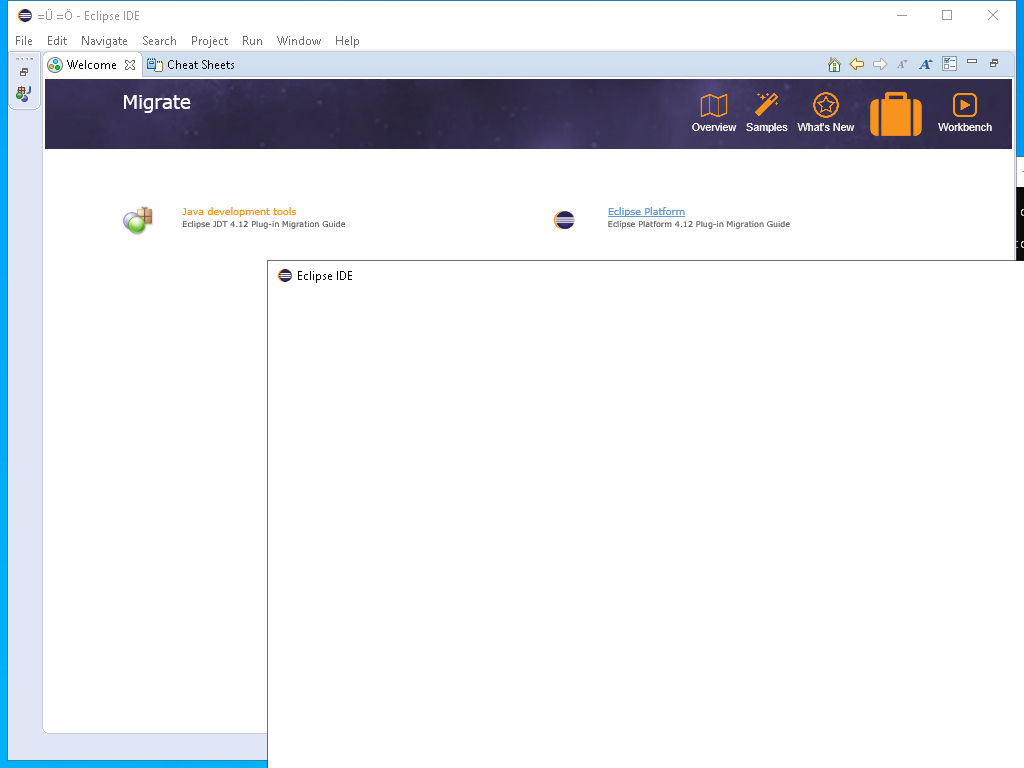 =Ü =Ö - Eclipse IDE
File Edit Navigate Search Project Run Window Help
Welcome Cheat Sheets
Migrate
Overview Samples What's New Workbench
Java development tools
Eclipse JDT 4.12 Plug-in Migration Guide
Eclipse Platform
Eclipse Platform 4.12 Plug-in Migration Guide
Eclipse IDE